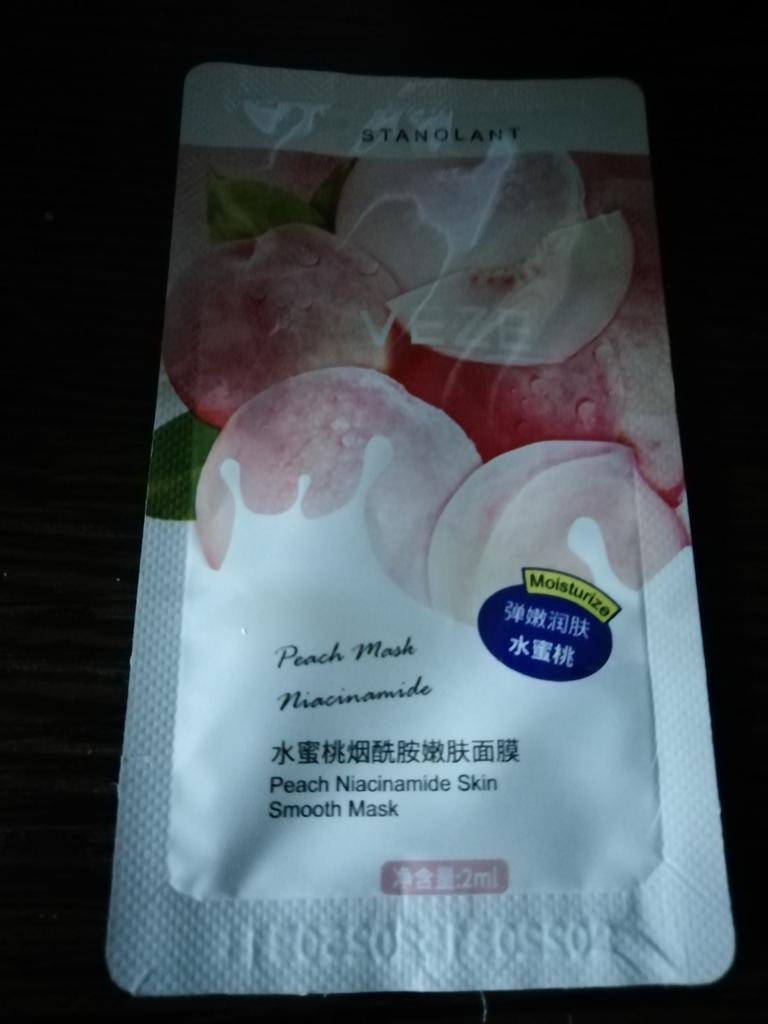 STANOLANT
VEZE
Moisturize
弹嫩润肤
水蜜桃
Peach Mask
Niacinamide
水蜜桃烟酰胺嫩肤面膜
Peach Niacinamide Skin
Smooth Mask
净含量:2ml